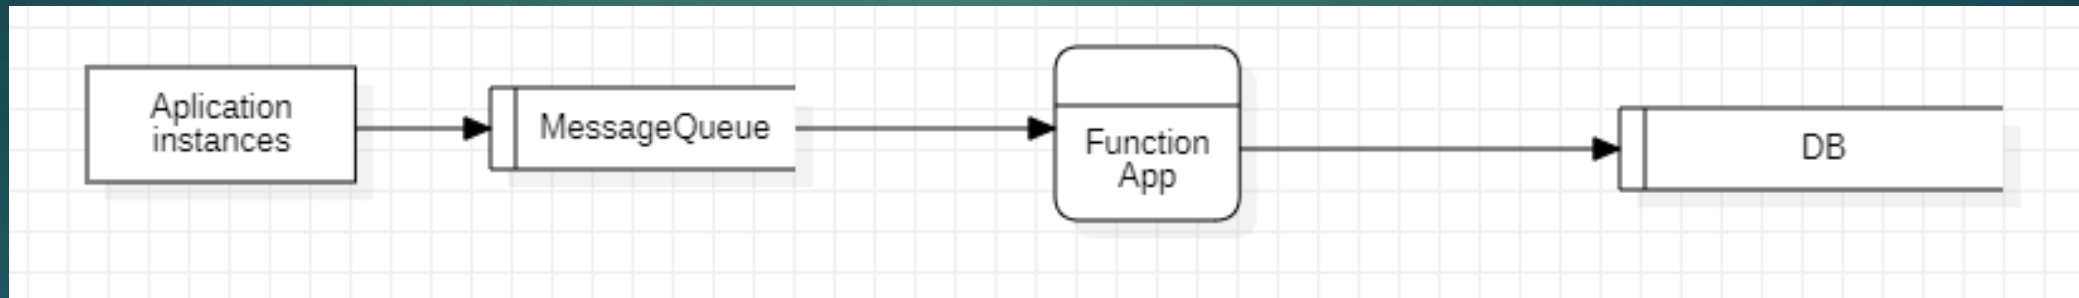 Aplication
instances
MessageQueue
Function
App
DB